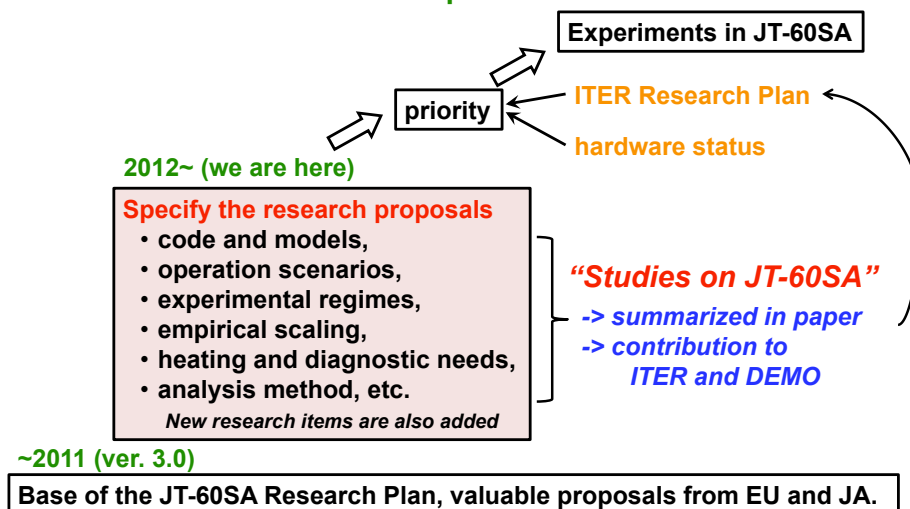 Experiments in JT-60SA
ITER Research Plan
priority
hardware status
2012~ (we are here)
Specify the research proposals
• code and models,
• operation scenarios,
• experimental regimes,
• empirical scaling,
• heating and diagnostic needs,
• analysis method, etc.
New research items are also added
“Studies on JT-60SA”
-> summarized in paper
-> contribution to
ITER and DEMO
~2011 (ver. 3.0)
Base of the JT-60SA Research Plan, valuable proposals from EU and JA.